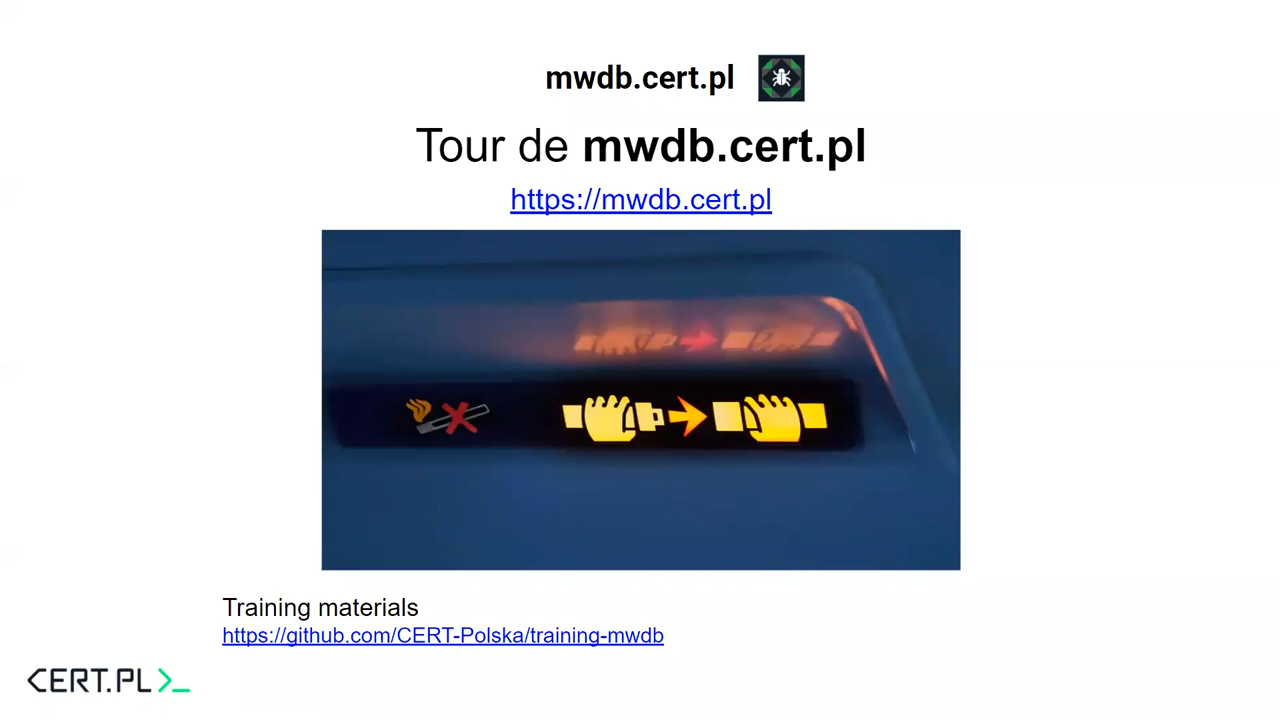 mwdb.cert.pl
Tour de mwdb.cert.pl
https://mwdb.cert.pl
Training materials
https://github.com/CERT-Polska/training-mwdb
CERT.PL>_